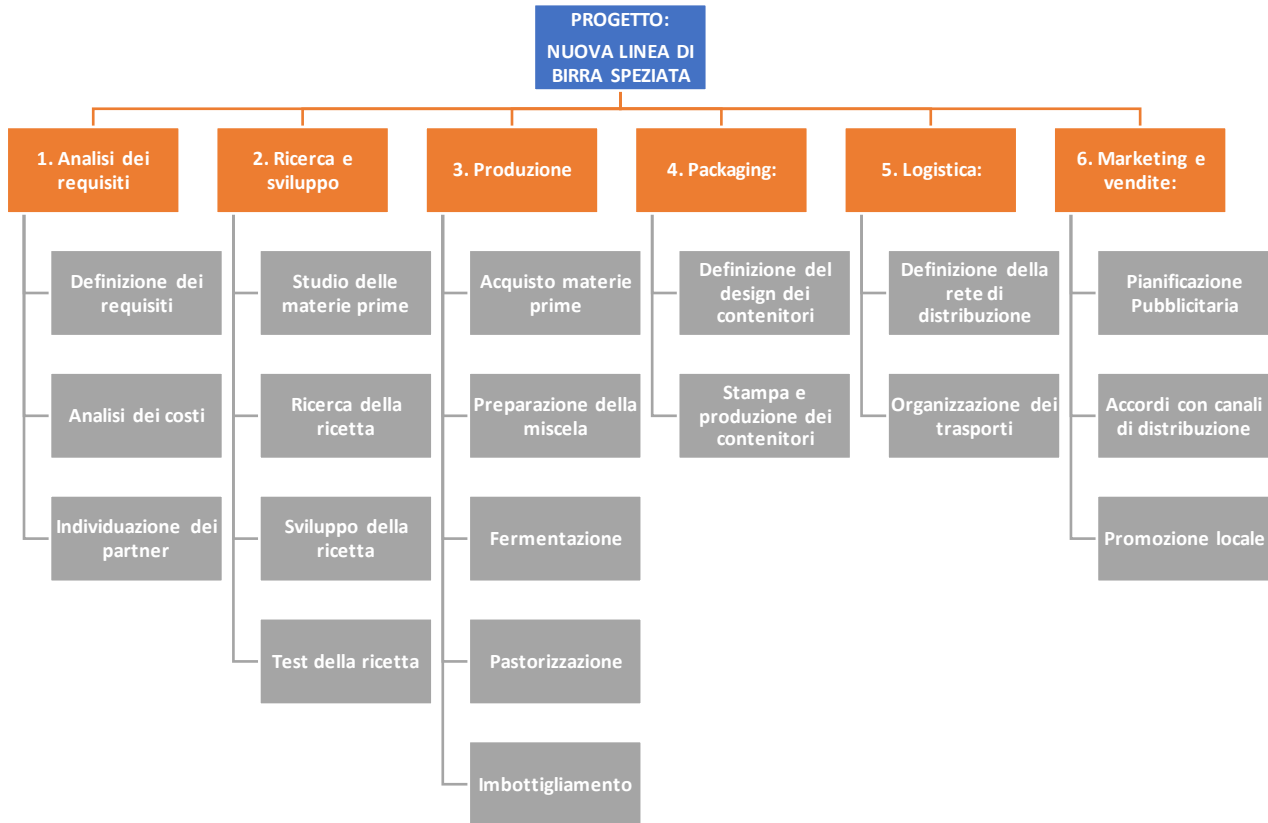 PROGETTO:
NUOVA LINEA DI
BIRRA SPEZIATA
1. Analisi dei
requisiti
Definizione dei
requisiti
Analisi dei costi
Individuazione dei
partner
2. Ricerca e
sviluppo
Studio delle
materie prime
Ricerca della
ricetta
Sviluppo della
ricetta
Test della ricetta
3. Produzione
Acquisto materie
prime
Preparazione della
miscela
Fermentazione
Pastorizzazione
Imbottigliamento
4. Packaging:
Definizione del
design dei
contenitori
Stampa e
produzione dei
contenitori
5. Logistica:
Definizione della
rete di
distribuzione
Organizzazione dei
trasporti
6. Marketing e
vendite:
Pianificazione
Pubblicitaria
Accordi con canali
di distribuzione
Promozione locale